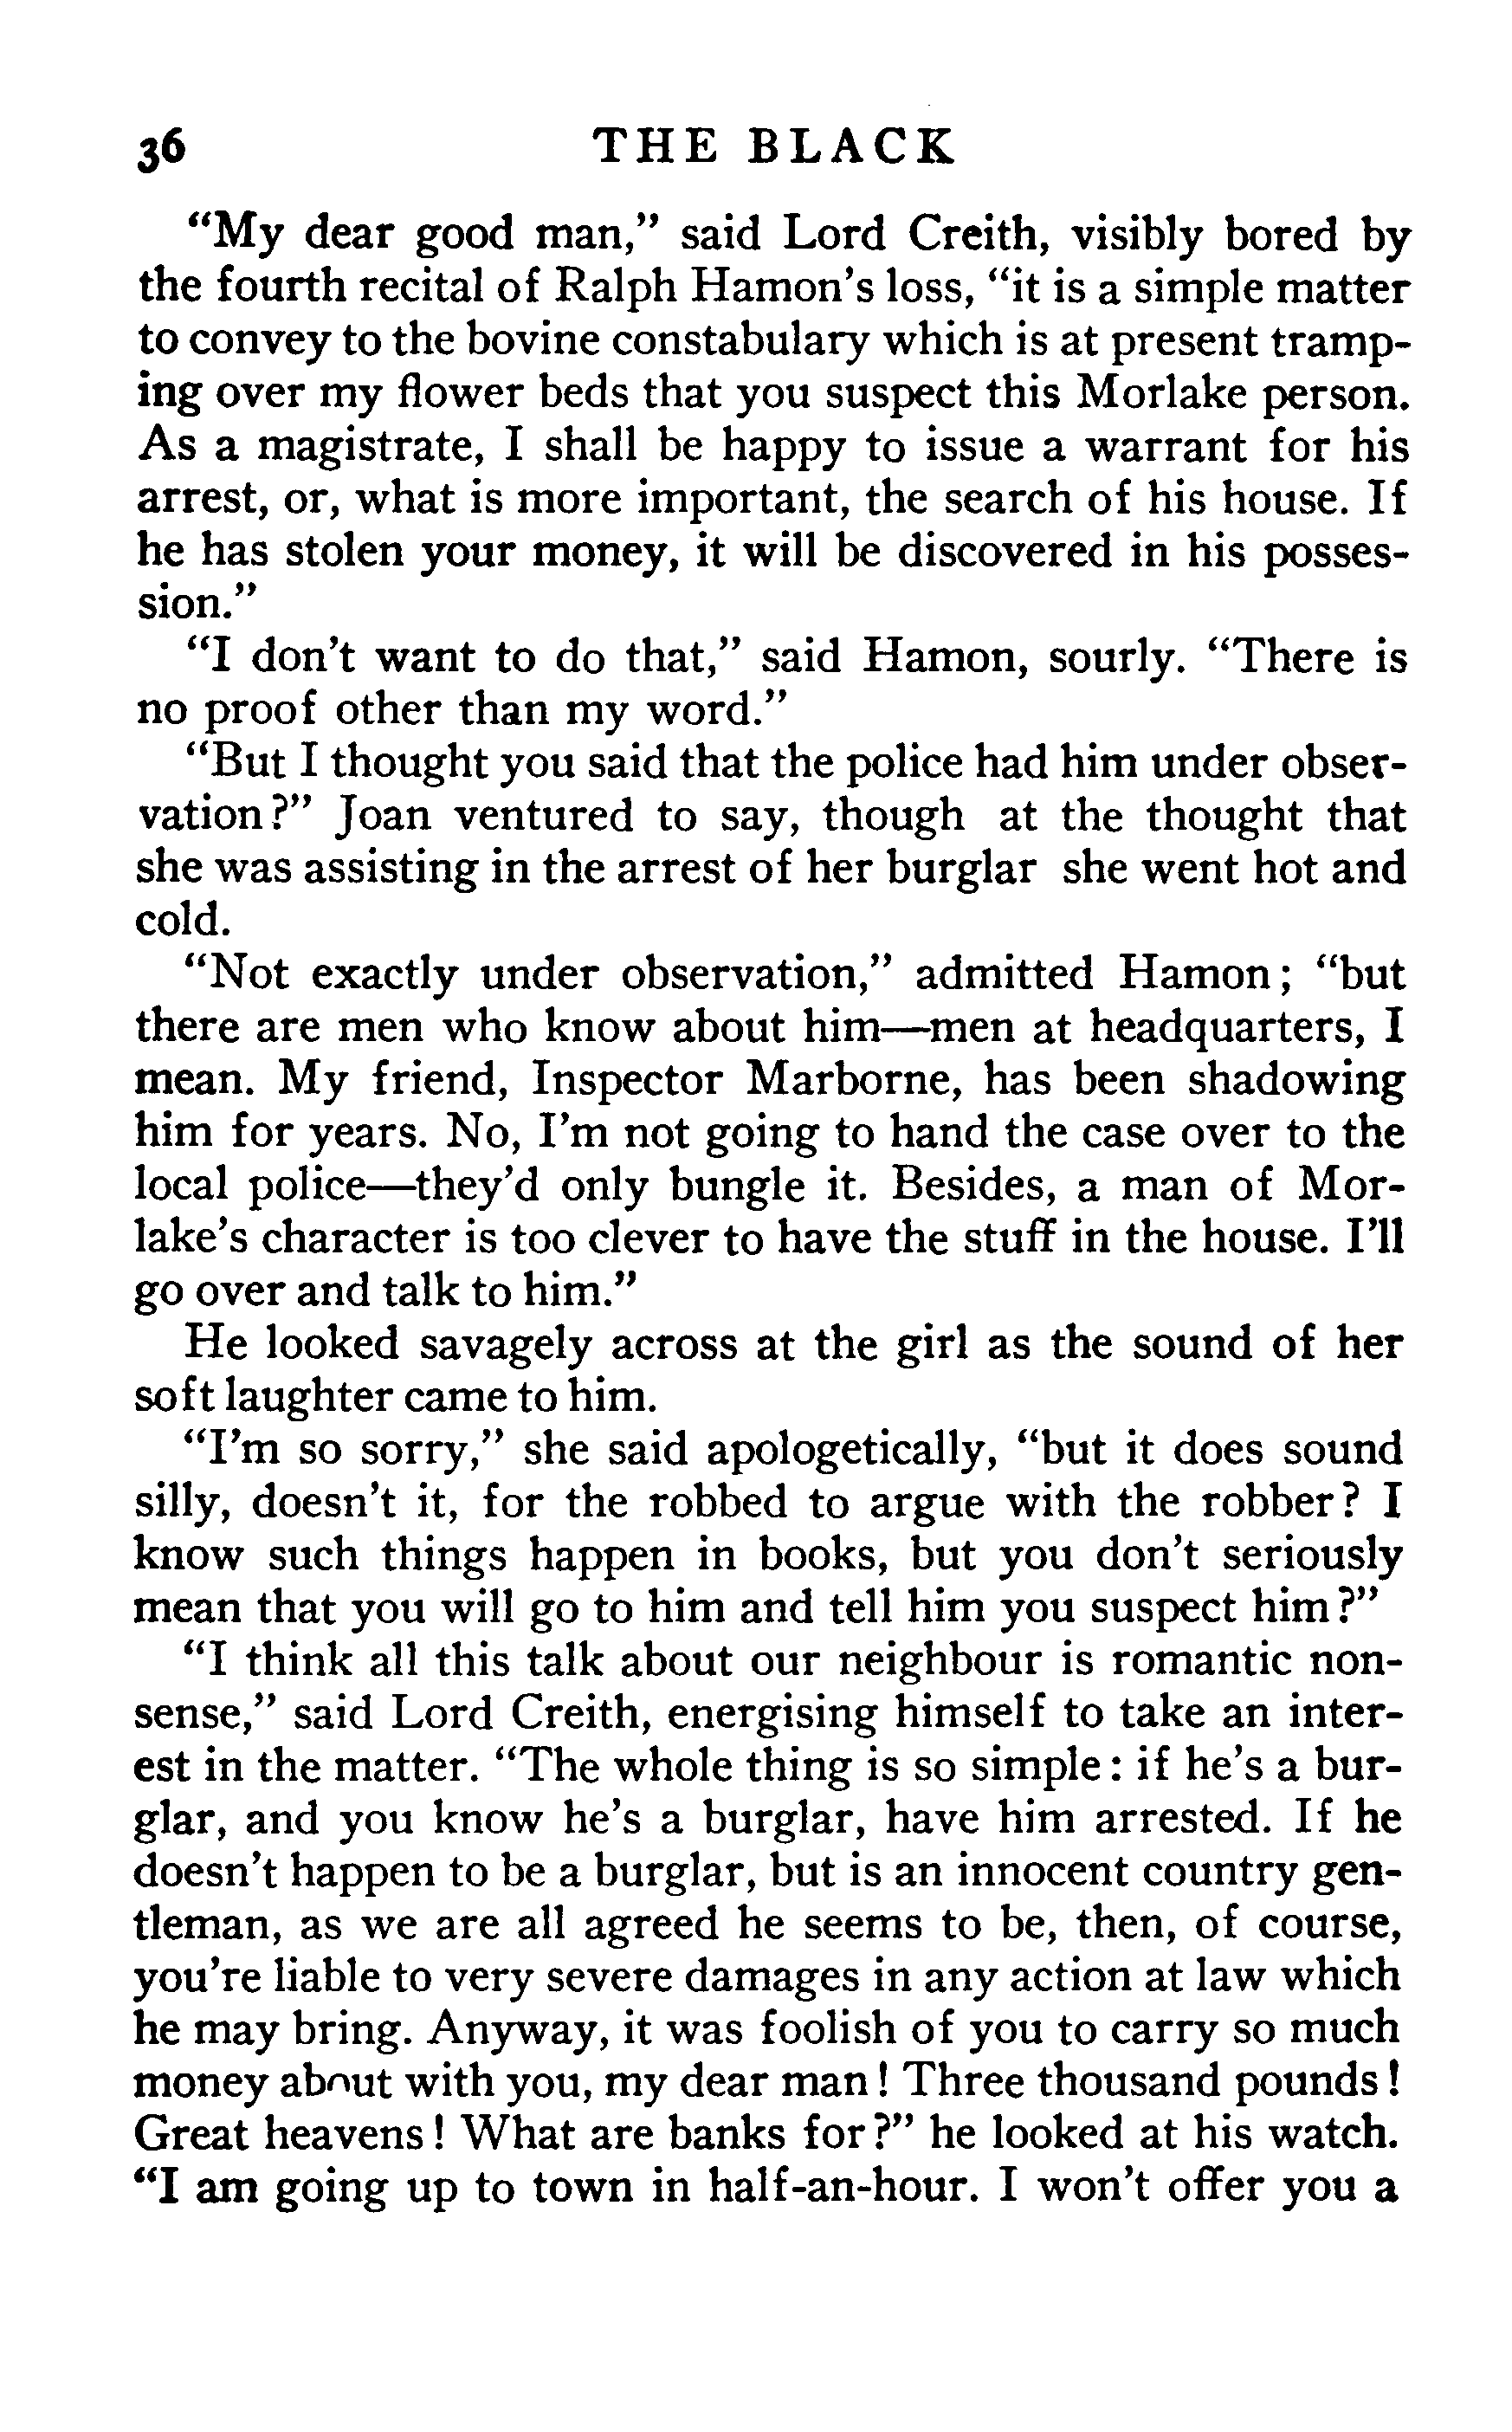 36 THE BLACK
“My dear good man,” said Lord Creith, visibly bored by
the fourth recital of Ralph Hamon’s loss, “it is a simple matter
to convey to the bovine constabulary which is at present tramp-
ing over my flower beds that you suspect this Morlake person.
As a magistrate, I shall be happy to issue a warrant for his
arrest, or, what is more important, the search of his house. If
he has stolen your money, it will be discovered in his posses-
sion.”
“I don’t want to do that,” said Hamon, sourly. “There is
no proof other than my word.”
“But I thought you said that the police had him under obser-
vation?” Joan ventured to say, though at the thought that
she was assisting in the arrest of her burglar she went hot and
cold.
“Not exactly under observation,” admitted Hamon; “but
there are men who know about him—men at headquarters, I
mean. My friend, Inspector Marborne, has been shadowing
him for years. No, I’m not going to hand the case over to the
local police—they’d only bungle it. Besides, a man of Mor-
lake’s character is too clever to have the stuff in the house. I’ll
go over and talk to him.”
He looked savagely across at the girl as the sound of her
soft laughter came to him.
“I’m so sorry,” she said apologetically, “but it does sound
silly, doesn’t it, for the robbed to argue with the robber? I
know such things happen in books, but you don’t seriously
mean that you will go to him and tell him you suspect him?”
“I think all this talk about our neighbour is romantic non-
sense,” said Lord Creith, energising himself to take an inter-
est in the matter. “The whole thing is so simple: if he’s a bur-
glar, and you know he’s a burglar, have him arrested. If he
doesn’t happen to be a burglar, but is an innocent country gen-
tleman, as we are all agreed he seems to be, then, of course,
you’re liable to very severe damages in any action at law which
he may bring. Anyway, it was foolish of you to carry so much
money about with you, my dear man! Three thousand pounds!
Great heavens! What are banks for?” he looked at his watch.
“I am going up to town in half-an-hour. I won’t offer you a